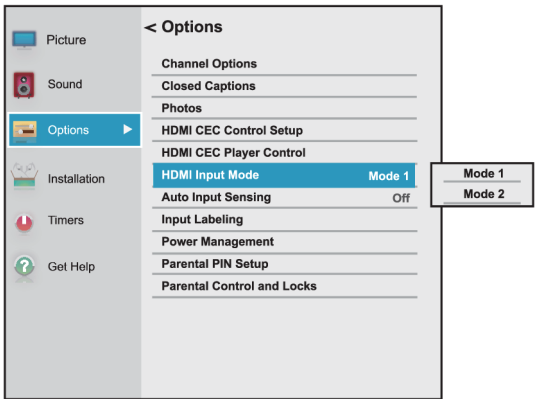 Picture
Sound
Options
Installation
Timers
Get Help
< Options
Channel Options
Closed Captions
Photos
HDMI CEC Control Setup
HDMI CEC Player Control
HDMI Input Mode Mode 1
Auto Input Sensing Off
Input Labeling
Power Management
Parental PIN Setup
Parental Control and Locks
Mode 1
Mode 2